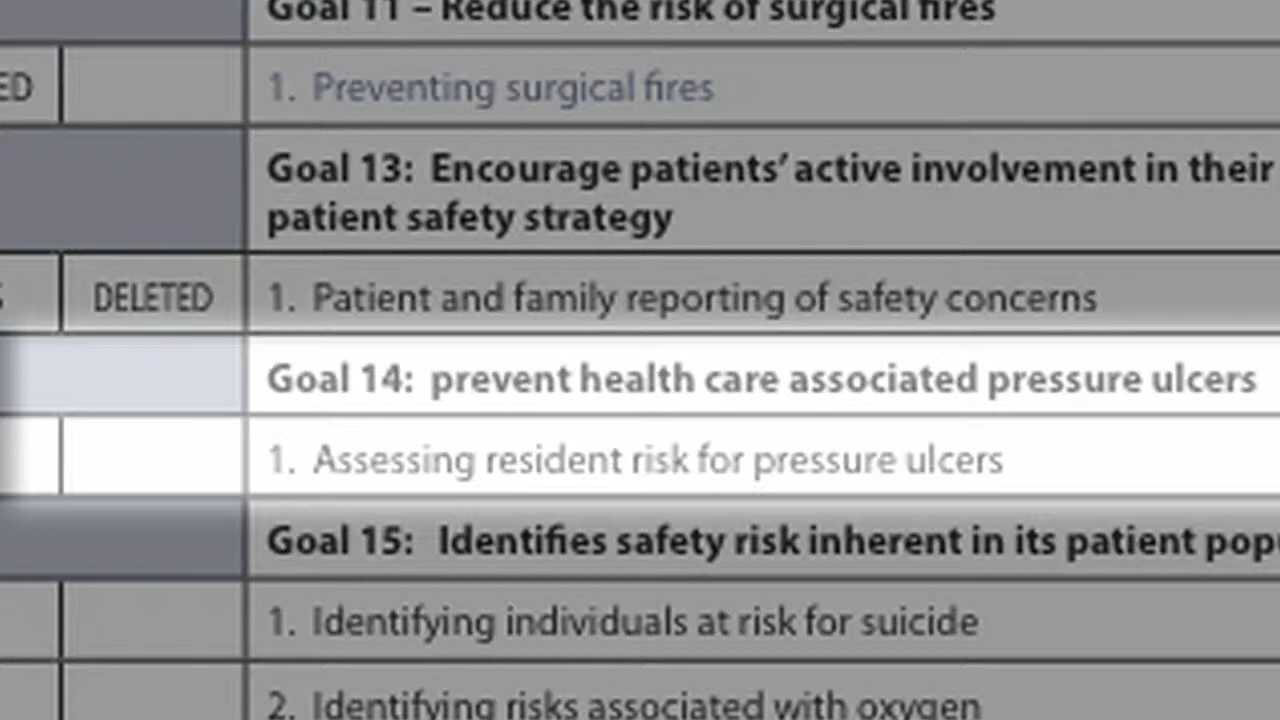 Goal 11 – Reduce the risk of surgical fires
ED
1. Preventing surgical fires
Goal 13: Encourage patients’ active involvement in their
patient safety strategy
S
DELETED
1. Patient and family reporting of safety concerns
Goal 14: prevent health care associated pressure ulcers
1. Assessing resident risk for pressure ulcers
Goal 15: Identifies safety risk inherent in its patient popu
1. Identifying individuals at risk for suicide
2. Identifying risks associated with oxygen